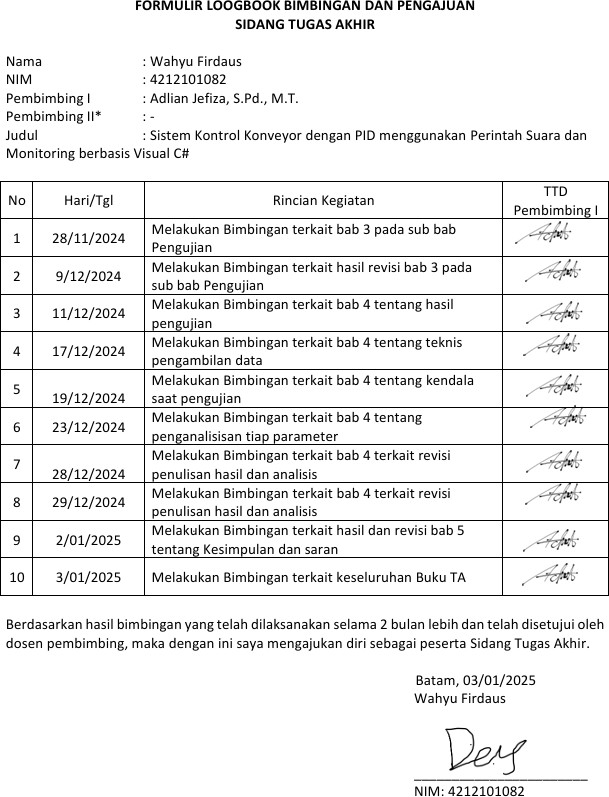 FORMULIR LOOGBOOK BIMBINGAN DAN PENGAJUAN
SIDANG TUGAS AKHIR
Nama : Wahyu Firdaus
NIM : 4212101082
Pembimbing I : Adlian Jefiza, S.Pd., M.T.
Pembimbing II* : -
Judul : Sistem Kontrol Konveyor dengan PID menggunakan Perintah Suara dan
Monitoring berbasis Visual C#
No Hari/Tgl Rincian Kegiatan TTD
Pembimbing I
1 28/11/2024 Melakukan Bimbingan terkait bab 3 pada sub bab
Pengujian
2 9/12/2024 Melakukan Bimbingan terkait hasil revisi bab 3 pada
sub bab Pengujian
3 11/12/2024 Melakukan Bimbingan terkait bab 4 tentang hasil
pengujian
4 17/12/2024 Melakukan Bimbingan terkait bab 4 tentang teknis
pengambilan data
5 19/12/2024 Melakukan Bimbingan terkait bab 4 tentang kendala
saat pengujian
6 23/12/2024 Melakukan Bimbingan terkait bab 4 tentang
penganalisisan tiap parameter
7 28/12/2024 Melakukan Bimbingan terkait bab 4 terkait revisi
penulisan hasil dan analisis
8 29/12/2024 Melakukan Bimbingan terkait bab 4 terkait revisi
penulisan hasil dan analisis
9 2/01/2025 Melakukan Bimbingan terkait hasil dan revisi bab 5
tentang Kesimpulan dan saran
10 3/01/2025 Melakukan Bimbingan terkait keseluruhan Buku TA
Berdasarkan hasil bimbingan yang telah dilaksanakan selama 2 bulan lebih dan telah disetujui oleh
dosen pembimbing, maka dengan ini saya mengajukan diri sebagai peserta Sidang Tugas Akhir.
Batam, 03/01/2025
Wahyu Firdaus
NIM: 4212101082